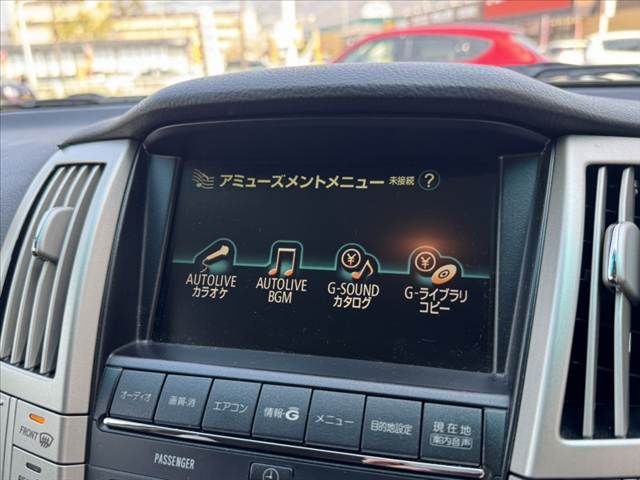 アミューズメントメニュー 未接続 ?
AUTOLIVE
カラオケ
AUTOLIVE
BGM
G-SOUND
カタログ
G-ライブラリ
コピー
オーディオ
画質・消
エアコン
情報・G
メニュー
目的地設定
現在地
案内音声
FRONT
PASSENGER